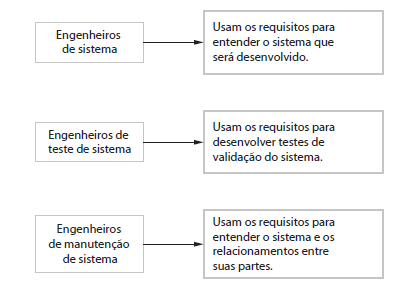 Engenheiros
de sistema
Usam os requisitos para
entender o sistema que
será desenvolvido.
Engenheiros de
teste de sistema
Usam os requisitos para
desenvolver testes de
validação do sistema.
Engenheiros
de manutenção
de sistema
Usam os requisitos para
entender o sistema e os
relacionamentos entre
suas partes.